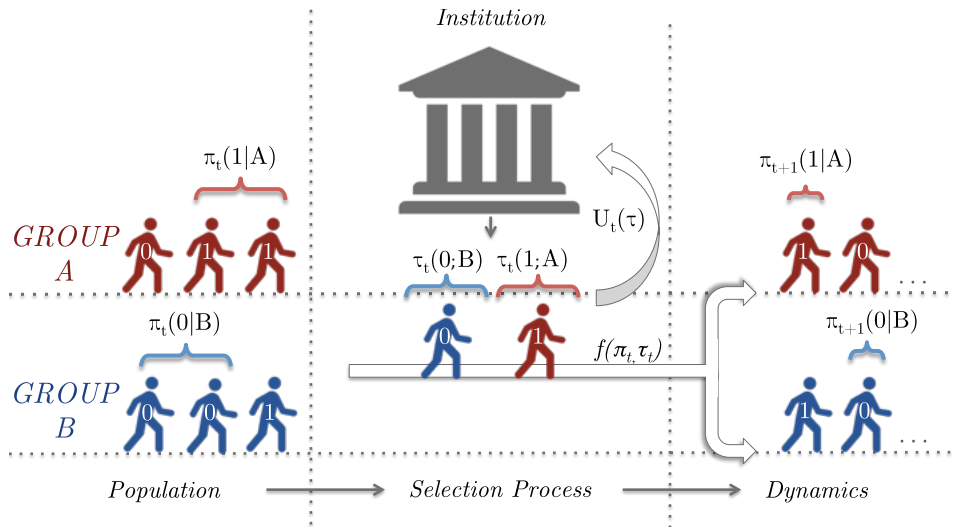 Institution
π_t(1|A)
π_{t+1}(1|A)
GROUP A
0 1 1
U_t(τ)
1 0 ...
τ_t(0;B) τ_t(1;A)
π_t(0|B)
π_{t+1}(0|B)
0 1
f(π_t, τ_t)
GROUP B
0 0 1
1 0 ...
Population
Selection Process
Dynamics